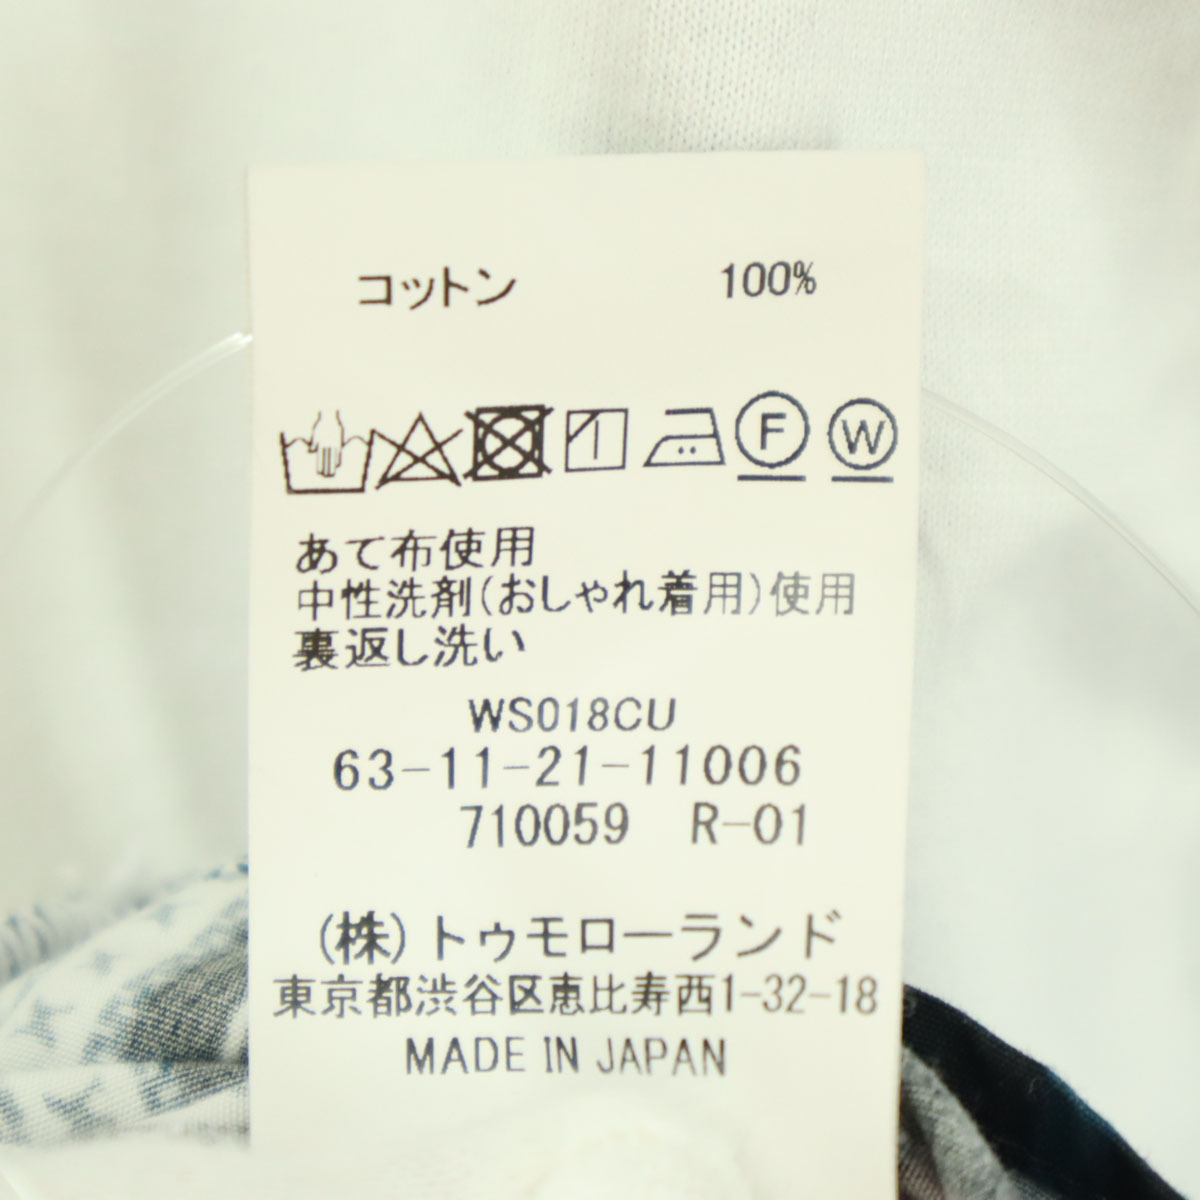 コットン 100%
F W
あて布使用
中性洗剤(おしゃれ着用)使用
裏返し洗い
WS018CU
63-11-21-11006
710059 R-01
(株)トゥモローランド
東京都渋谷区恵比寿西1-32-18
MADE IN JAPAN